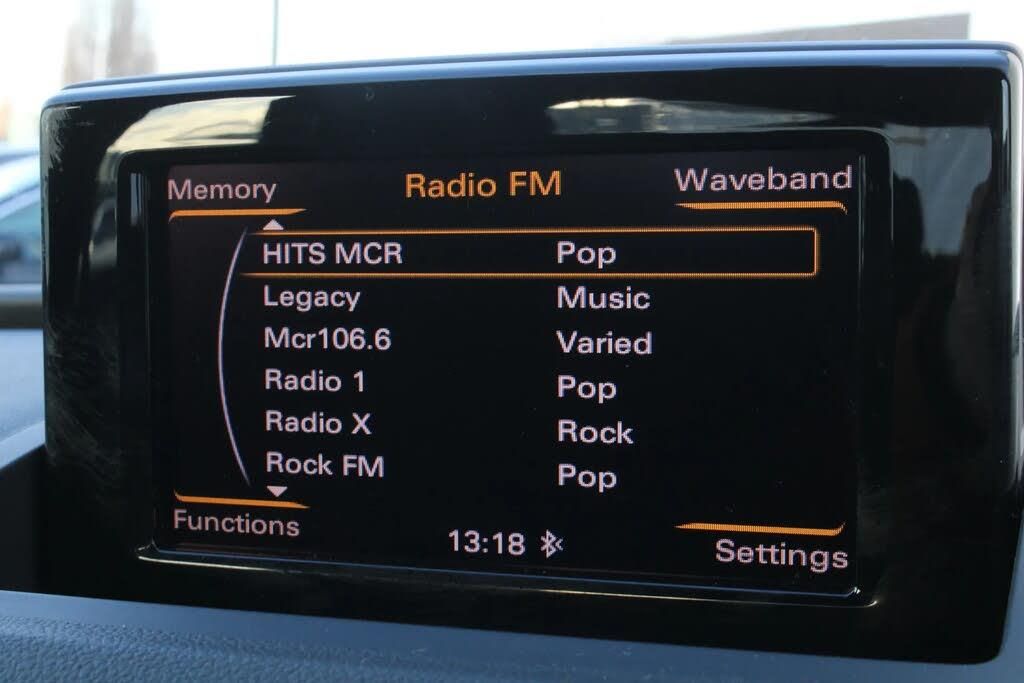 Memory Radio FM Waveband
HITS MCR Pop
Legacy Music
Mcr106.6 Varied
Radio 1 Pop
Radio X Rock
Rock FM Pop
Functions 13:18 Settings